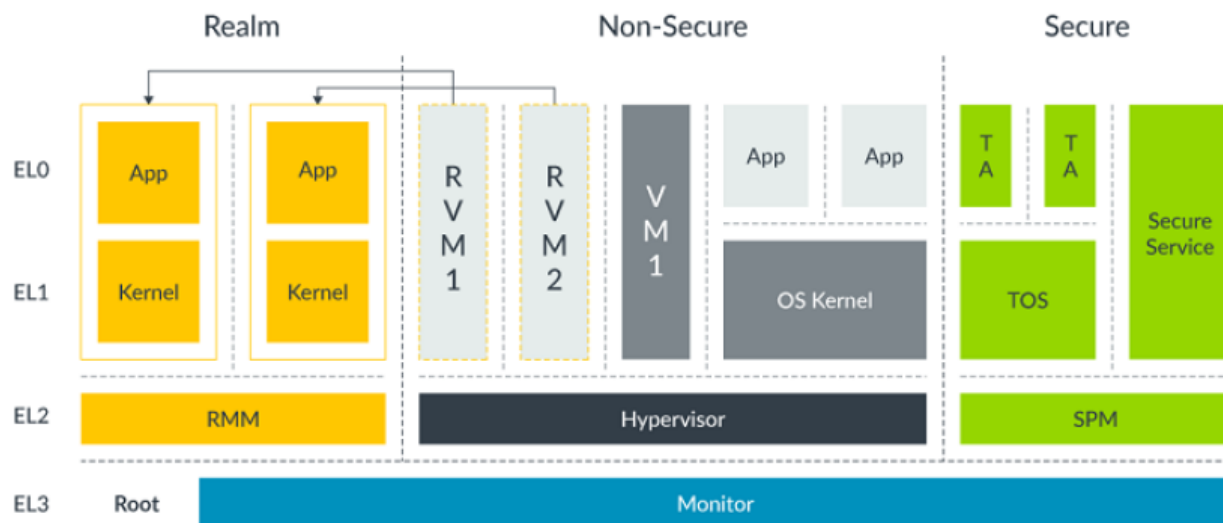 Realm
Non-Secure
Secure
EL0
App
App
R
V
M
1
R
V
M
2
V
M
1
App
App
T
A
T
A
Secure
Service
EL1
Kernel
Kernel
OS Kernel
TOS
EL2
RMM
Hypervisor
SPM
EL3
Root
Monitor